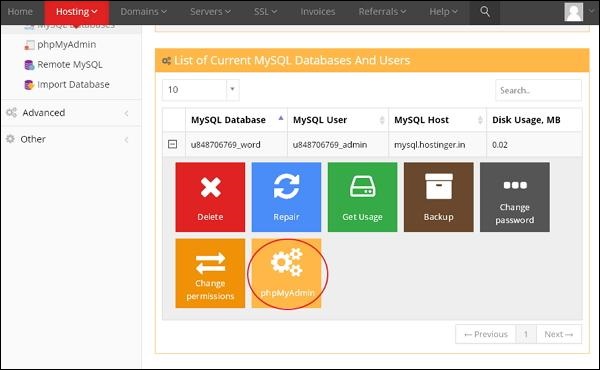 Home Hosting Domains Servers SSL Invoices Referrals Help
MySQL Databases
phpMyAdmin
Remote MySQL
Import Database
Advanced
Other
List of Current MySQL Databases And Users
10 Search..
MySQL Database MySQL User MySQL Host Disk Usage, MB
u848706769_word u848706769_admin mysql.hostinger.in 0.02
Delete Repair Get Usage Backup Change
password
Change
permissions
phpMyAdmin
← Previous 1 Next →